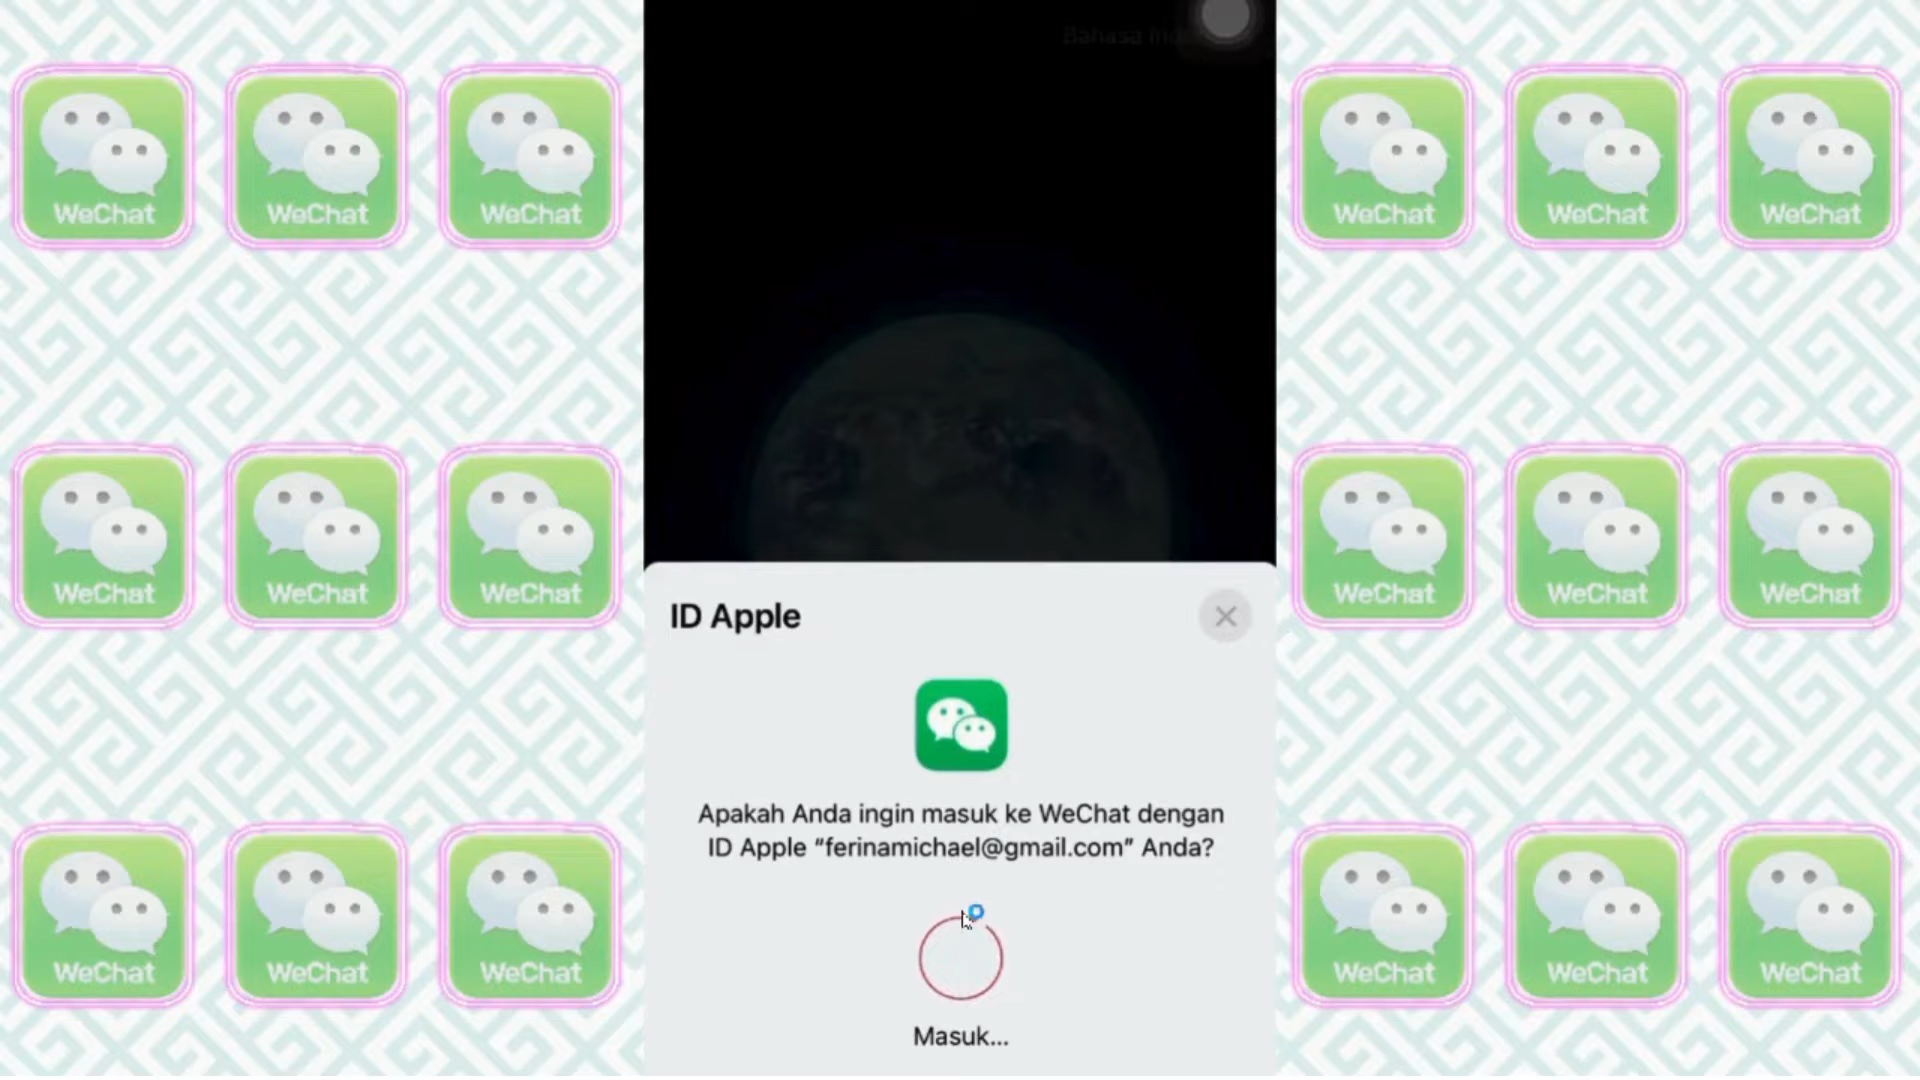 WeChat WeChat WeChat
WeChat WeChat WeChat
WeChat WeChat WeChat
Bahasa
ID Apple
Apakah Anda ingin masuk ke WeChat dengan
ID Apple “ferinamichael@gmail.com” Anda?
Masuk...
WeChat WeChat WeChat
WeChat WeChat WeChat
WeChat WeChat WeChat